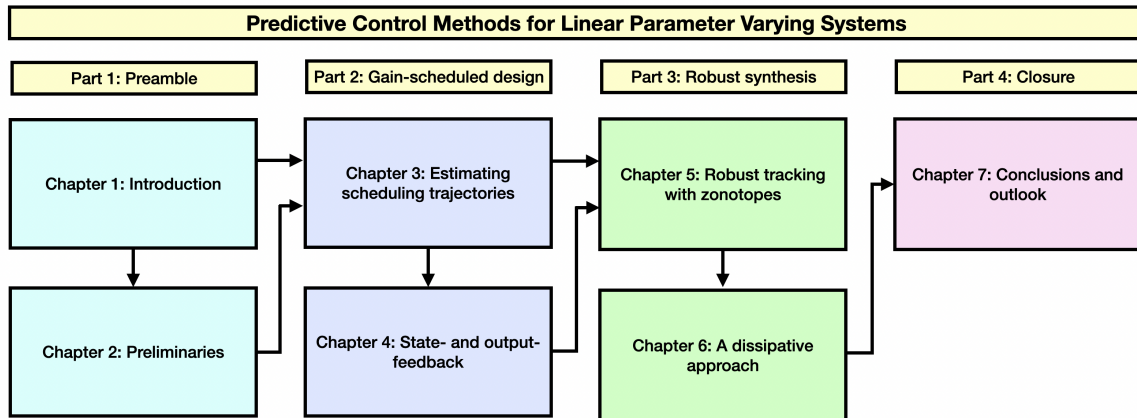 Predictive Control Methods for Linear Parameter Varying Systems
Part 1: Preamble
Part 2: Gain-scheduled design
Part 3: Robust synthesis
Part 4: Closure
Chapter 1: Introduction
Chapter 3: Estimating
scheduling trajectories
Chapter 5: Robust tracking
with zonotopes
Chapter 7: Conclusions and
outlook
Chapter 2: Preliminaries
Chapter 4: State- and output-
feedback
Chapter 6: A dissipative
approach